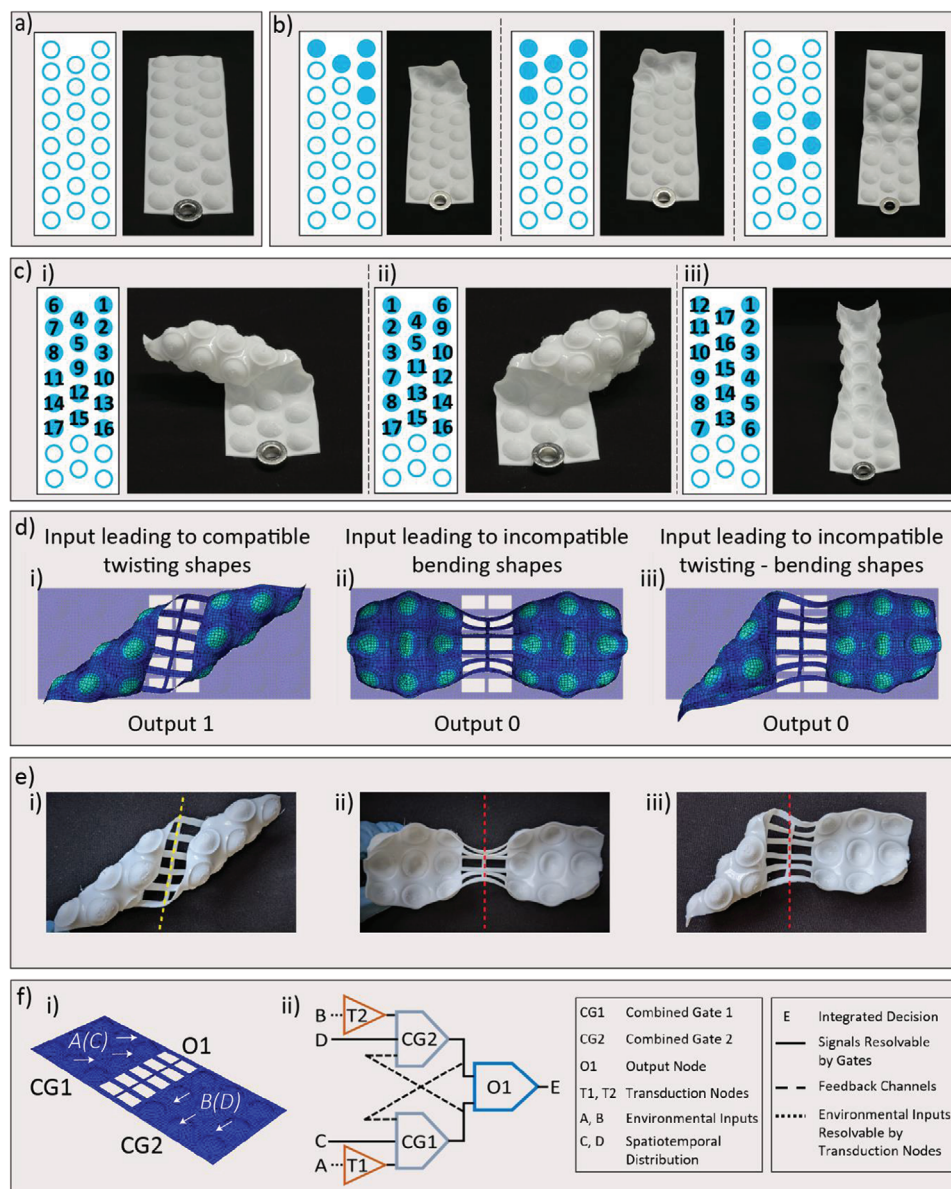 a)
b)
c)
i)
6 1
4
7 2
5
8 3
9
11 10
12
14 13
15
17 16
ii)
1 6
4
2 9
5
3 10
11
7 12
13
8 14
15
17 16
iii)
12 1
17
11 2
16
10 3
15
9 4
14
8 5
13
7 6
d)
Input leading to compatible
twisting shapes
i)
Output 1
Input leading to incompatible
bending shapes
ii)
Output 0
Input leading to incompatible
twisting - bending shapes
iii)
Output 0
e)
i)
ii)
iii)
f)
i)
A(C)
O1
CG1
B(D)
CG2
ii)
B
T2
D
CG2
O1
E
C
CG1
A
T1
CG1 Combined Gate 1
CG2 Combined Gate 2
O1 Output Node
T1, T2 Transduction Nodes
A, B Environmental Inputs
C, D Spatiotemporal
Distribution
E Integrated Decision
Signals Resolvable
by Gates
Feedback Channels
Environmental Inputs
Resolvable by
Transduction Nodes